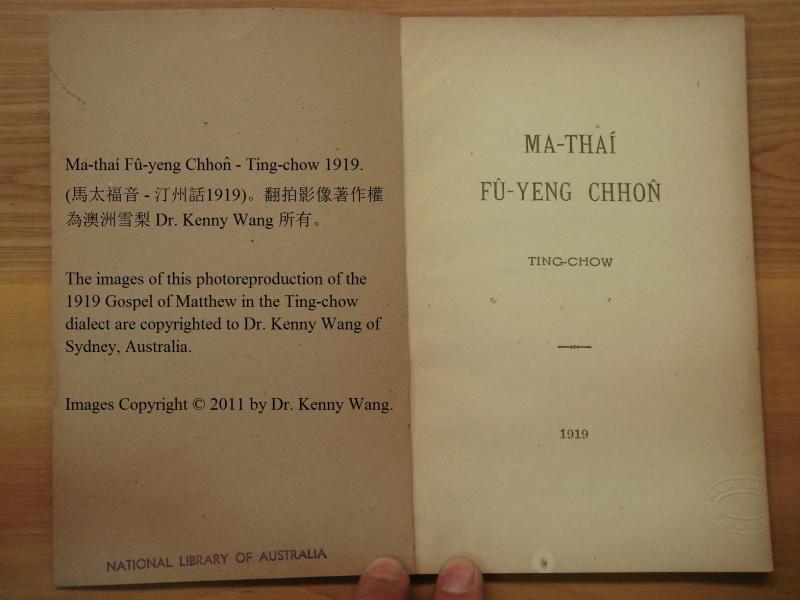 Ma-thaí Fû-yeng Chhoñ - Ting-chow 1919.
(馬太福音 - 汀州話1919)。翻拍影像著作權
為澳洲雪梨 Dr. Kenny Wang 所有。
The images of this photoreproduction of the
1919 Gospel of Matthew in the Ting-chow
dialect are copyrighted to Dr. Kenny Wang of
Sydney, Australia.
Images Copyright © 2011 by Dr. Kenny Wang.
NATIONAL LIBRARY OF AUSTRALIA
MA-THAÍ
FÛ-YENG CHHOÑ
TING-CHOW
1919